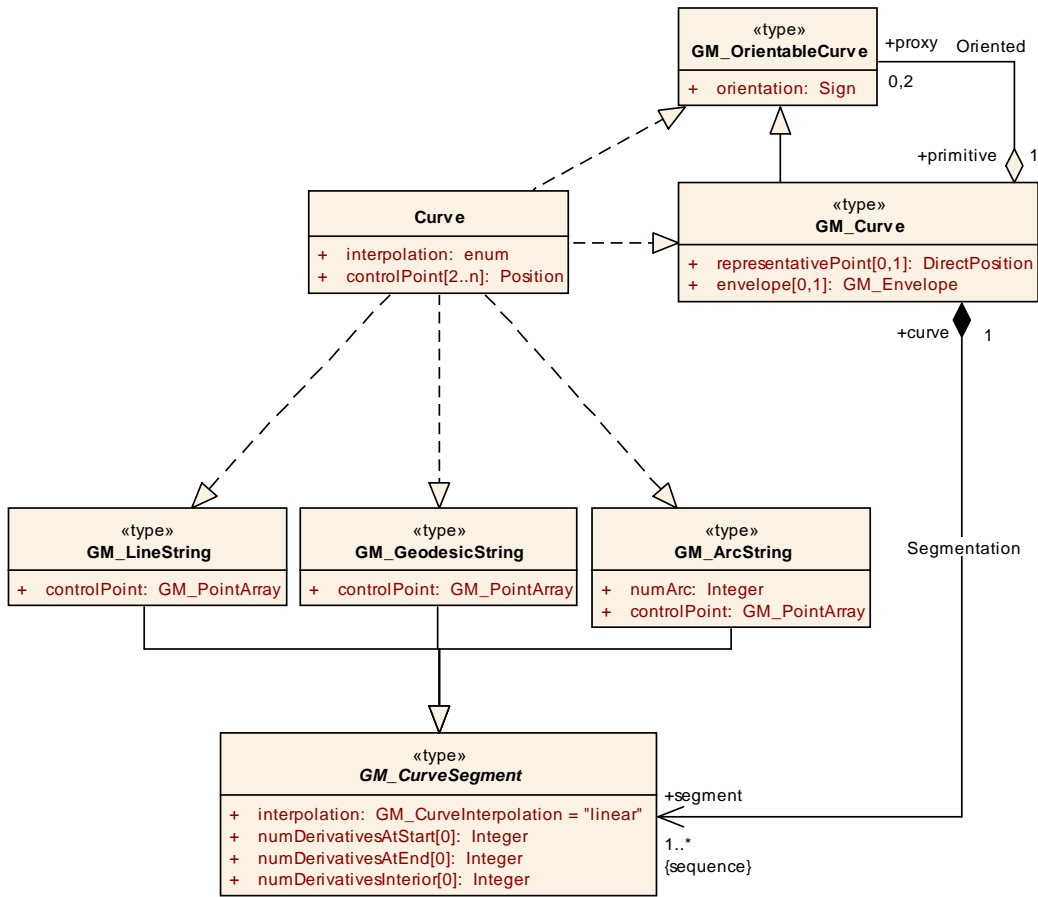 «type»
GM_OrientableCurve
+ orientation: Sign
+proxy
Oriented
0,2
+primitive
1
Curve
+ interpolation: enum
+ controlPoint[2..n]: Position
«type»
GM_Curve
+ representativePoint[0,1]: DirectPosition
+ envelope[0,1]: GM_Envelope
+curve
1
«type»
GM_LineString
+ controlPoint: GM_PointArray
«type»
GM_GeodesicString
+ controlPoint: GM_PointArray
«type»
GM_ArcString
+ numArc: Integer
+ controlPoint: GM_PointArray
Segmentation
«type»
GM_CurveSegment
+ interpolation: GM_CurveInterpolation = "linear"
+ numDerivativesAtStart[0]: Integer
+ numDerivativesAtEnd[0]: Integer
+ numDerivativesInterior[0]: Integer
+segment
1..*
{sequence}